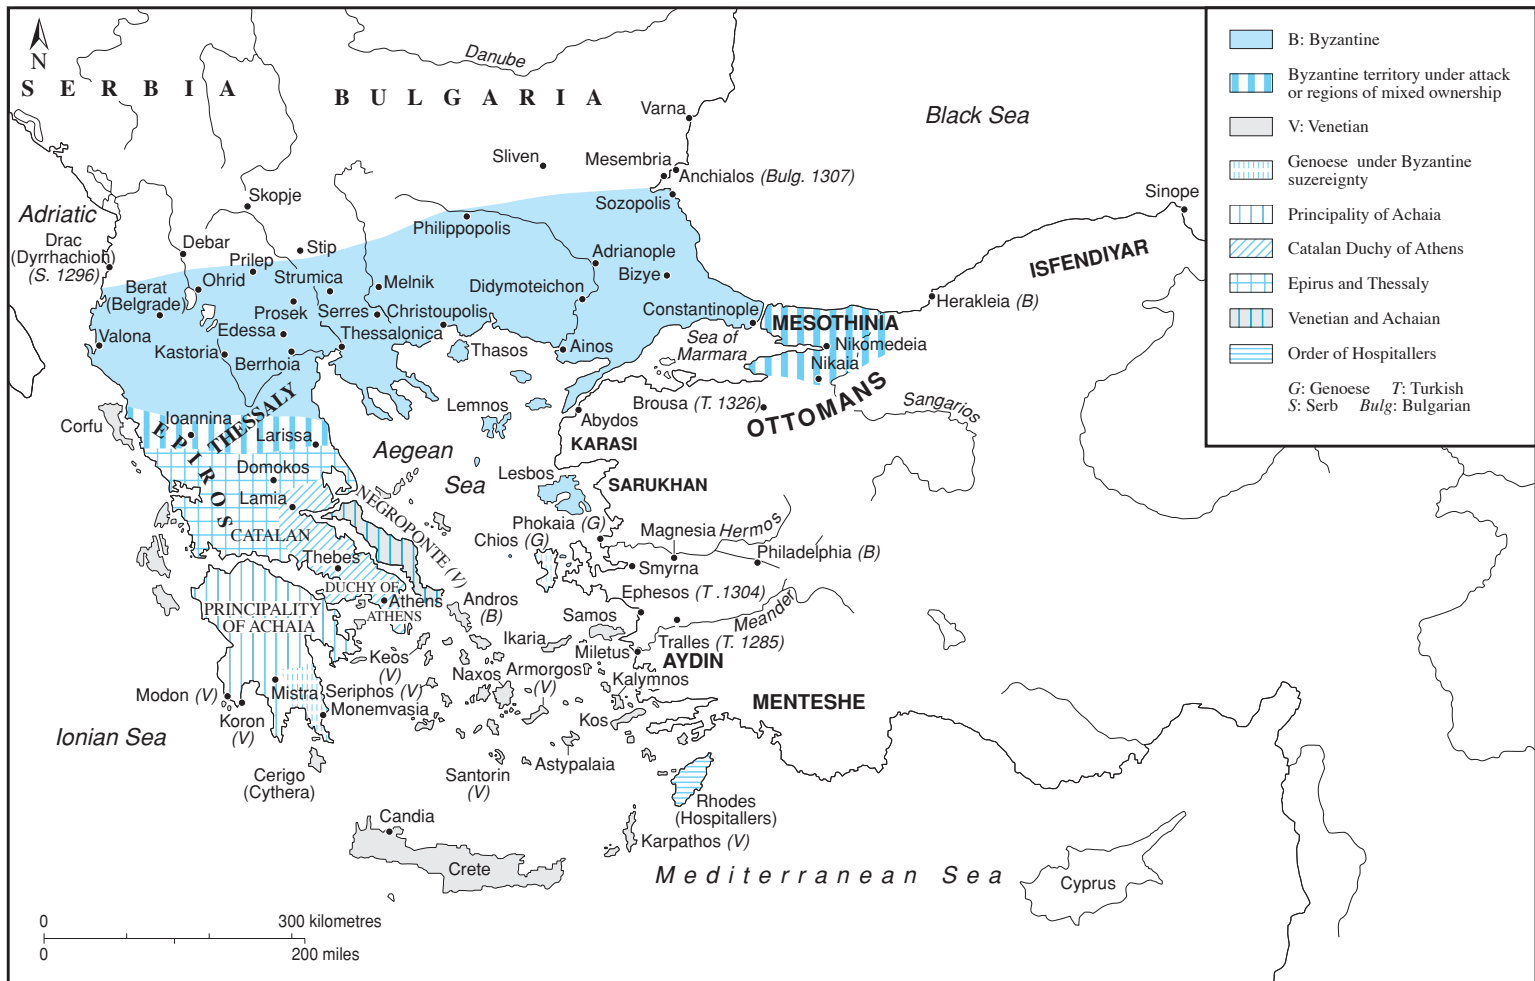 N
S E R B I A
B U L G A R I A
Danube
Black Sea
Varna
Sliven
Mesembria
Anchialos (Bulg. 1307)
Sozopolis
Sinope
Skopje
Adriatic
Drac
(Dyrrhachion)
(S. 1296)
Debar
Stip
Prilep
Philippopolis
Adrianople
Bizye
ISFENDIYAR
Herakleia (B)
Berat
(Belgrade)
Ohrid
Strumica
Melnik
Didymoteichon
Constantinople
Prosek
Serres
Christoupolis
MESOTHINIA
Valona
Edessa
Thessalonica
Sea of
Marmara
Nikomedeia
Kastoria
Berrhoia
Thasos
Ainos
Nikaia
Corfu
Ioannina
THESSALY
EPIROS
Larissa
Lemnos
Abydos
Brousa (T. 1326)
OTTOMANS
Sangarios
KARASI
Aegean
Sea
Domokos
Lamia
Lesbos
SARUKHAN
NEGROPONTE (V)
CATALAN
DUCHY OF
ATHENS
Thebes
Athens
Phokaia (G)
Chios (G)
Magnesia
Hermos
Philadelphia (B)
Smyrna
PRINCIPALITY
OF ACHAIA
Andros
(B)
Ephesos (T .1304)
Samos
Meander
Ikaria
Tralles (T. 1285)
Miletus
AYDIN
Keos
(V)
Naxos
Armorgos
(V)
Kalymnos
MENTESHE
Modon (V)
Mistra
Seriphos (V)
Monemvasia
Koron
(V)
Kos
Ionian Sea
Cerigo
(Cythera)
Santorin
(V)
Astypalaia
Rhodes
(Hospitallers)
Candia
Karpathos (V)
Crete
Mediterranean Sea
Cyprus
0
300 kilometres
0
200 miles
B: Byzantine
Byzantine territory under attack
or regions of mixed ownership
V: Venetian
Genoese under Byzantine
suzereignty
Principality of Achaia
Catalan Duchy of Athens
Epirus and Thessaly
Venetian and Achaian
Order of Hospitallers
G: Genoese T: Turkish
S: Serb Bulg: Bulgarian